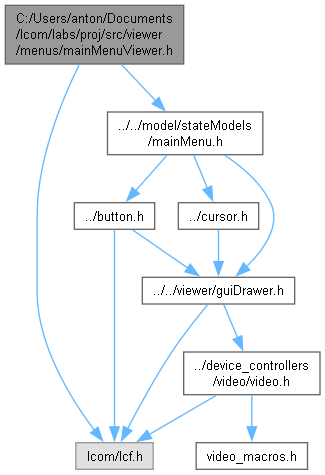 C:/Users/anton/Documents
/lcom/labs/proj/src/viewer
/menus/mainMenuViewer.h
../../model/stateModels
/mainMenu.h
../button.h
../cursor.h
../../viewer/guiDrawer.h
../device_controllers
/video/video.h
lcom/lcf.h
video_macros.h